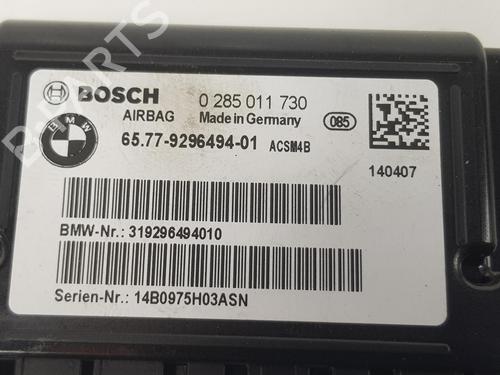 BOSCH 0 285 011 730
AIRBAG Made in Germany 085
BMW 65.77-9296494-01 ACSM4B
140407
BMW-Nr.: 319296494010
Serien-Nr.: 14B0975H03ASN
B-PARTS